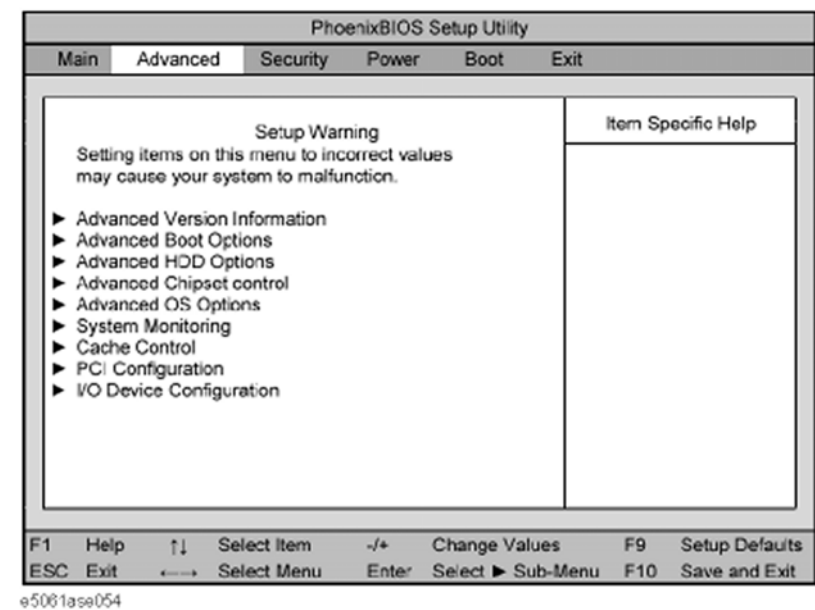 PhoenixBIOS Setup Utility
Main Advanced Security Power Boot Exit
Setup Warning
Setting items on this menu to incorrect values
may cause your system to malfunction.
► Advanced Version Information
► Advanced Boot Options
► Advanced HDD Options
► Advanced Chipset control
► Advanced OS Options
► System Monitoring
► Cache Control
► PCI Configuration
► I/O Device Configuration
Item Specific Help
F1 Help ↑↓ Select Item -/+ Change Values F9 Setup Defaults
ESC Exit ←→ Select Menu Enter Select ► Sub-Menu F10 Save and Exit
e5061ase054